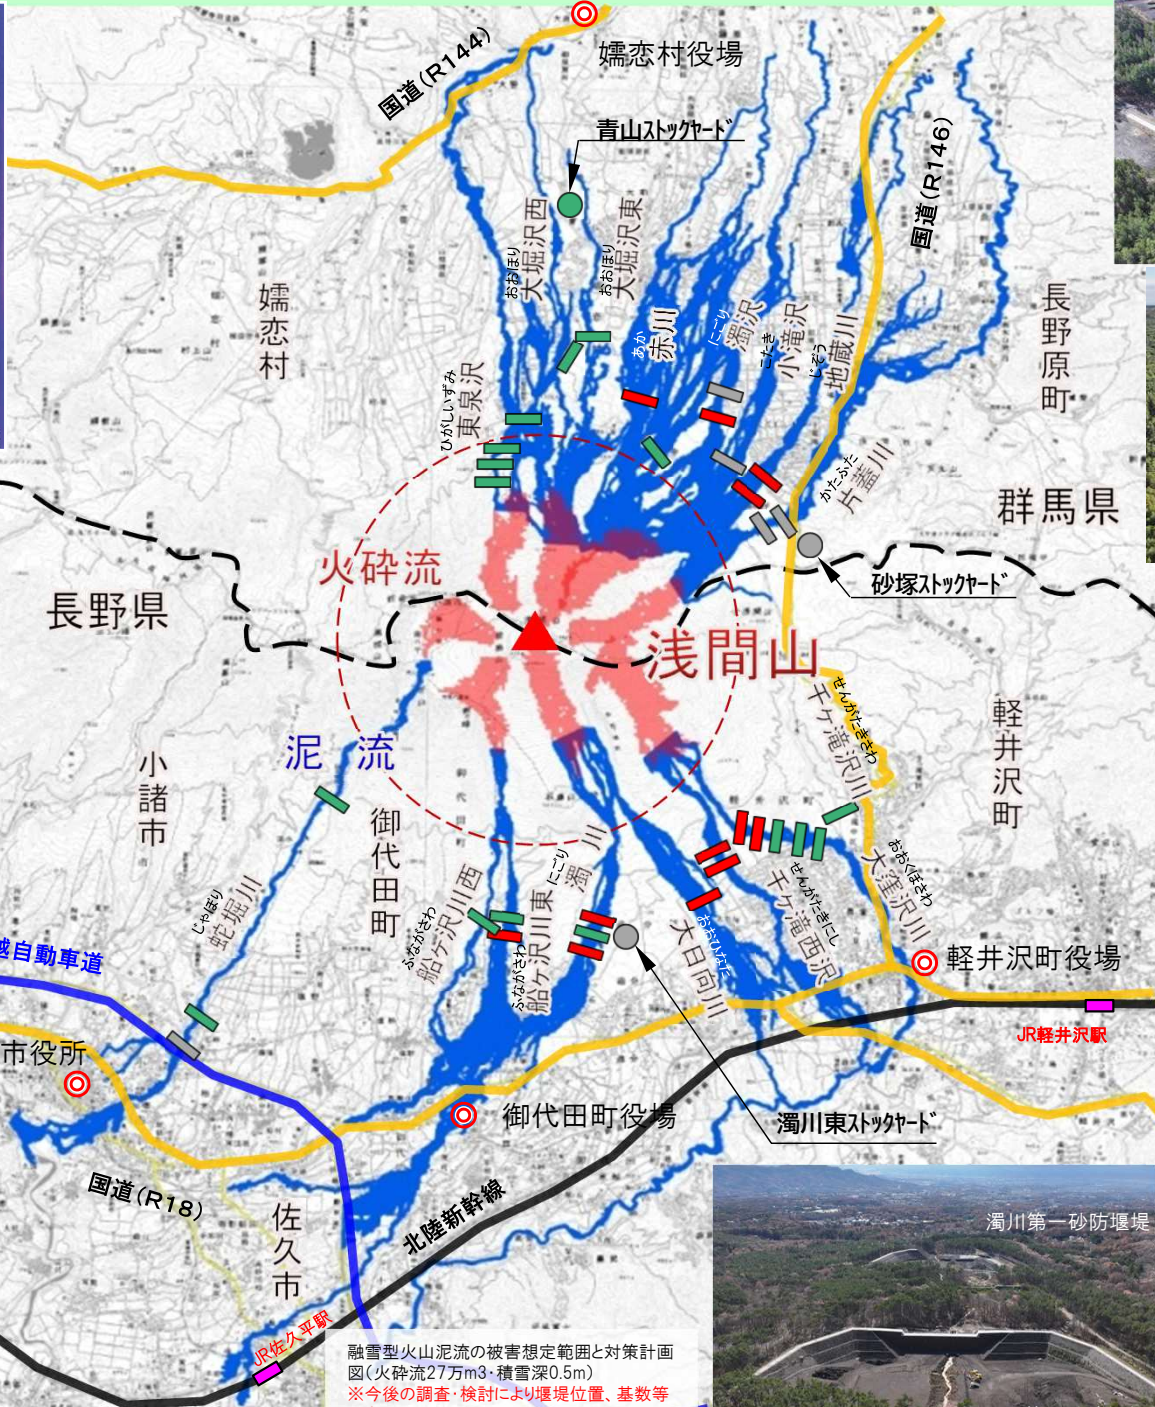 嬬恋村役場
国道(R144)
青山ストックヤード
国道(R146)
おおぼり
大堀沢西
おおぼり
大堀沢東
嬬恋村
あか
赤川
にごり
濁沢
こたき
小滝沢
じぞう
地蔵川
長野原町
ひがしいずみ
東泉沢
かたふた
片蓋川
群馬県
火砕流
砂塚ストックヤード
長野県
浅間山
せんがたきさわ
千ヶ滝沢川
軽井沢町
泥流
小諸市
御代田町
じゃぼり
蛇堀川
ふながさわ
船ヶ沢川西
ふながさわ
船ヶ沢川東
にごり
濁川
おおひなた
大日向川
せんがたきにし
千ヶ滝西沢
おおくぼさわ
大窪沢川
越自動車道
軽井沢町役場
JR軽井沢駅
市役所
御代田町役場
濁川東ストックヤード
国道(R18)
北陸新幹線
佐久市
JR佐久平駅
濁川第一砂防堰堤
融雪型火山泥流の被害想定範囲と対策計画
図(火砕流27万m3・積雪深0.5m)
※今後の調査・検討により堰堤位置、基数等